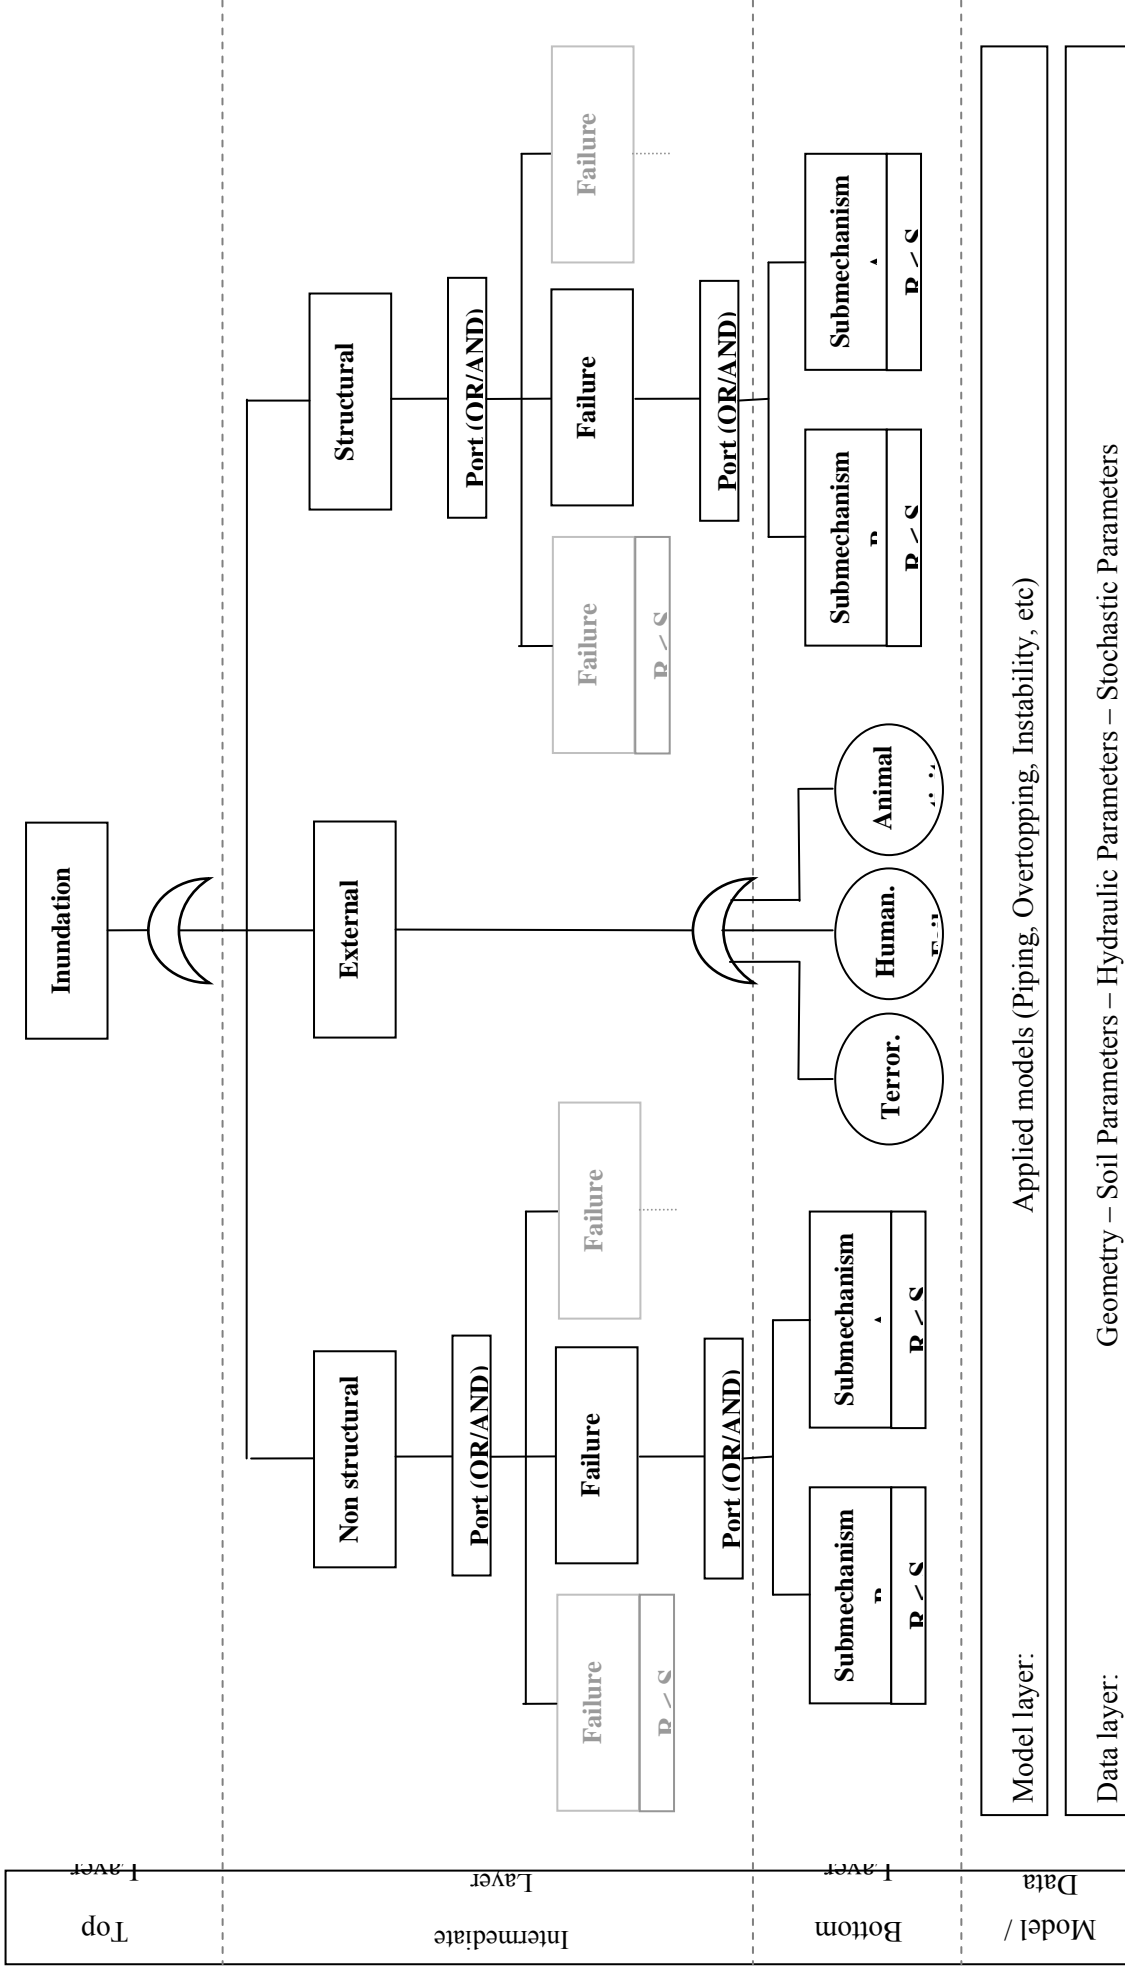 Top
Layer
Intermediate
Layer
Bottom
Layer
Model /
Data
Inundation
Non structural
External
Structural
Port (OR/AND)
Port (OR/AND)
Failure
R < S
Failure
Failure
Failure
R < S
Failure
Failure
Port (OR/AND)
Port (OR/AND)
Submechanism
R < S
Submechanism
R < S
Terror.
Human.
Animal
Submechanism
R < S
Submechanism
R < S
Model layer: Applied models (Piping, Overtopping, Instability, etc)
Data layer: Geometry – Soil Parameters – Hydraulic Parameters – Stochastic Parameters